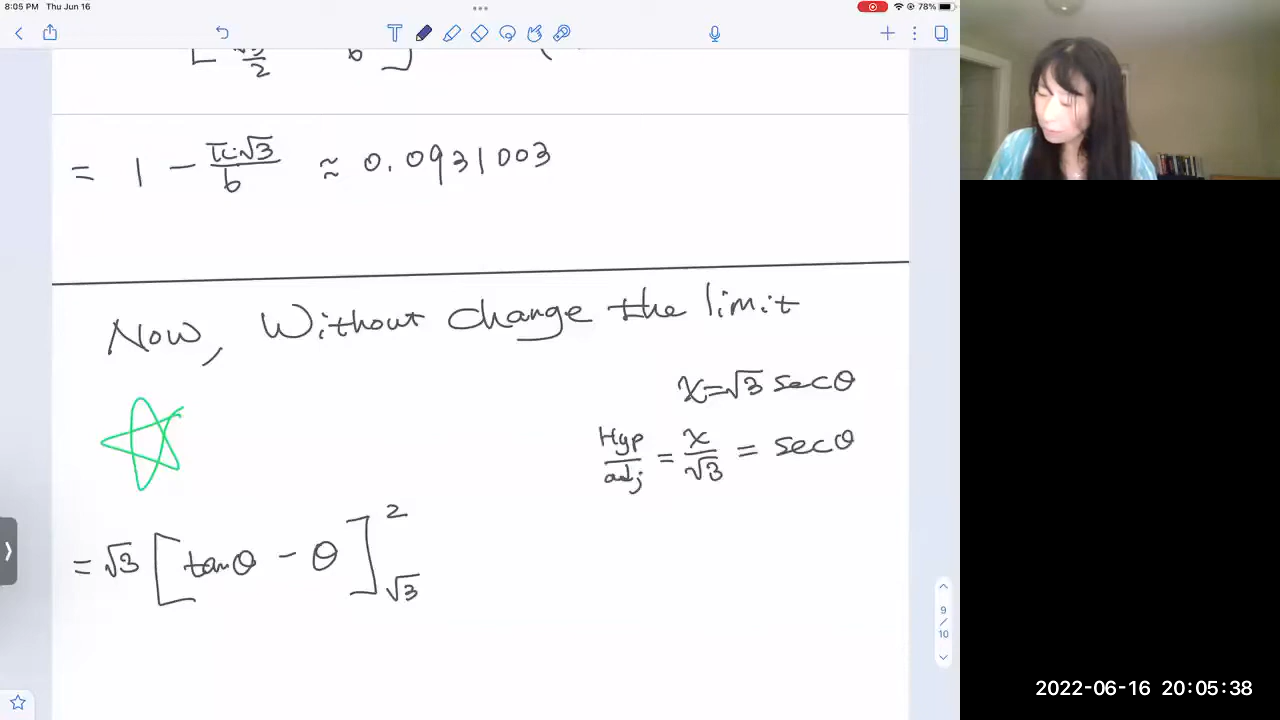 8:05 PM Thu Jun 16
78%
= 1 - π·√3/6 ≈ 0.0931003
Now, Without change the limit
x=√3 secθ
Hyp/adj = x/√3 = secθ
= √3 [tanθ - θ]
2
√3
9
/
10
2022-06-16 20:05:38